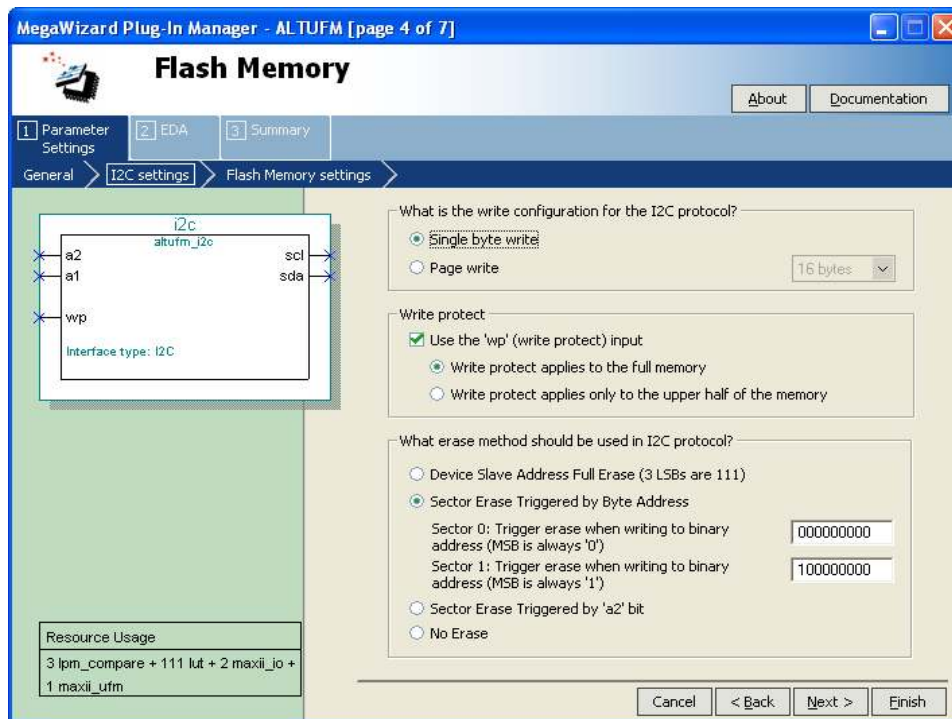 MegaWizard Plug-In Manager - ALTUFM [page 4 of 7]
Flash Memory
About
Documentation
1 Parameter Settings
2 EDA
3 Summary
General
I2C settings
Flash Memory settings
i2c
altufm_i2c
a2
scl
a1
sda
wp
Interface type: I2C
Resource Usage
3 lpm_compare + 111 lut + 2 maxii_io +
1 maxii_ufm
What is the write configuration for the I2C protocol?
Single byte write
Page write
16 bytes
Write protect
Use the 'wp' (write protect) input
Write protect applies to the full memory
Write protect applies only to the upper half of the memory
What erase method should be used in I2C protocol?
Device Slave Address Full Erase (3 LSBs are 111)
Sector Erase Triggered by Byte Address
Sector 0: Trigger erase when writing to binary
address (MSB is always '0')
000000000
Sector 1: Trigger erase when writing to binary
address (MSB is always '1')
100000000
Sector Erase Triggered by 'a2' bit
No Erase
Cancel
< Back
Next >
Finish